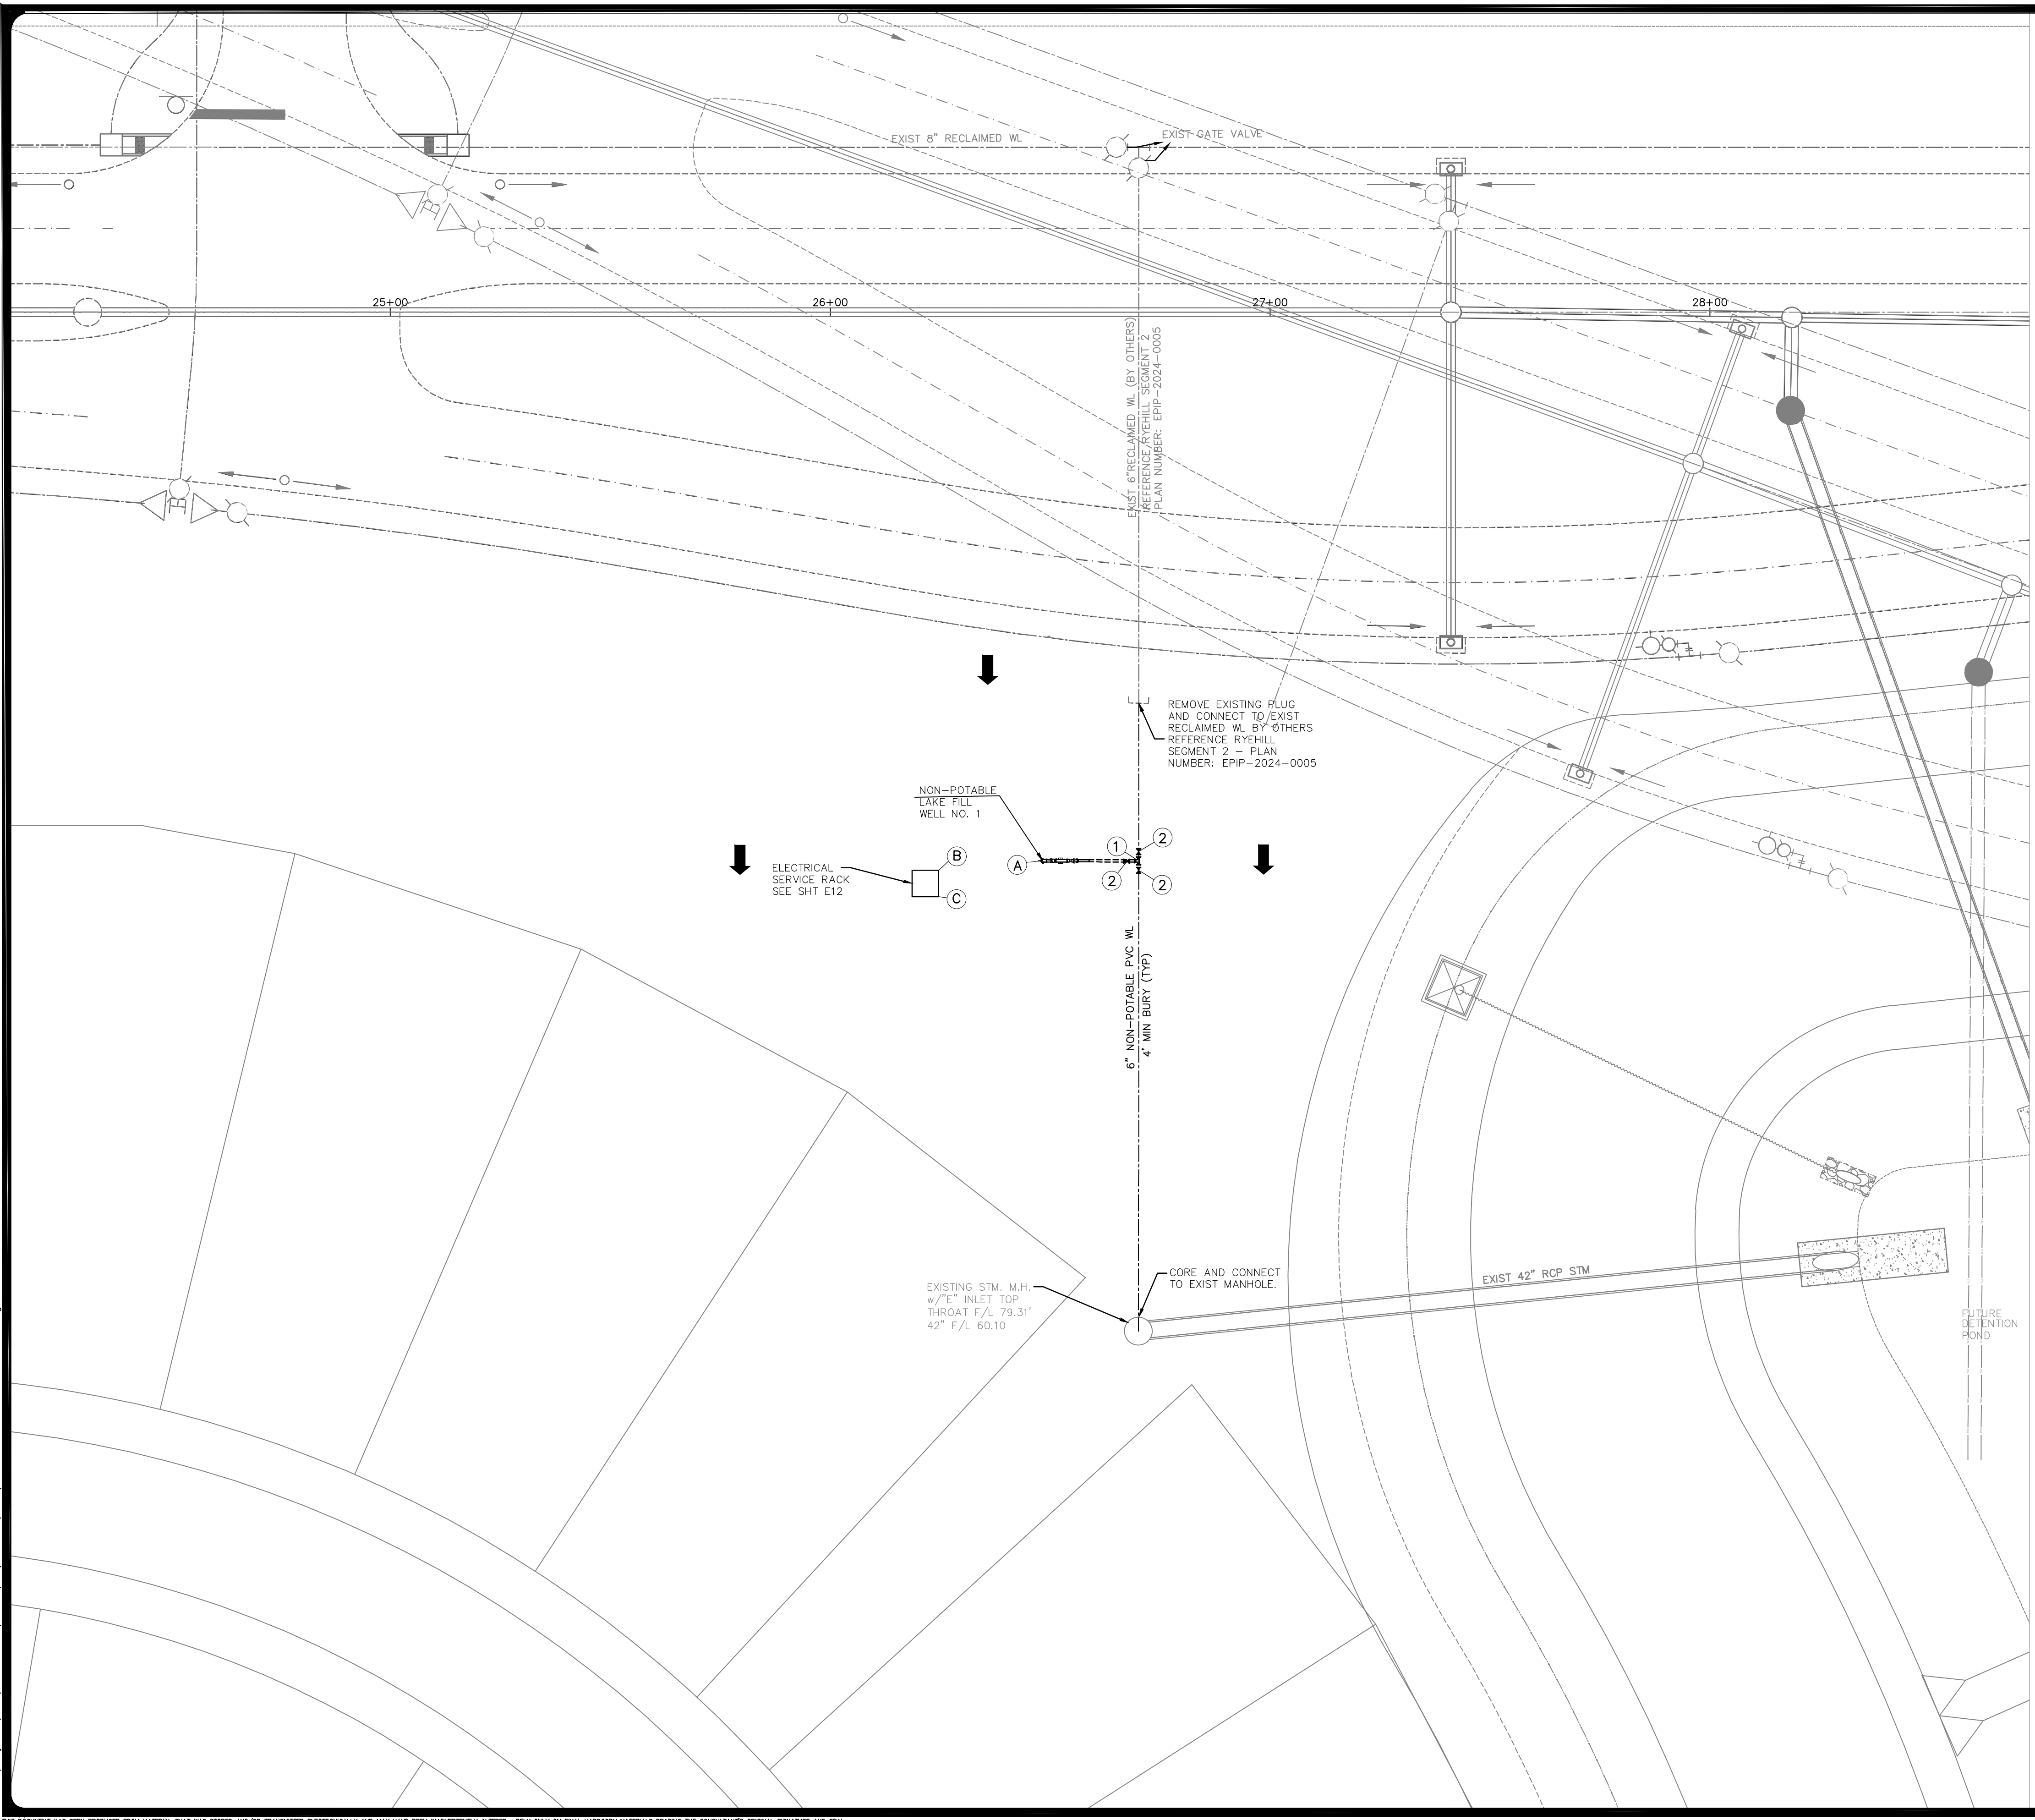 EXIST 8" RECLAIMED WL
EXIST GATE VALVE
25+00
26+00
27+00
28+00
EXIST 6" RECLAIMED WL (BY OTHERS)
REFERENCE RYEHILL SEGMENT 2
PLAN NUMBER: EPIP-2024-0005
REMOVE EXISTING PLUG
AND CONNECT TO EXIST
RECLAIMED WL BY OTHERS
REFERENCE RYEHILL
SEGMENT 2 - PLAN
NUMBER: EPIP-2024-0005
NON-POTABLE
LAKE FILL
WELL NO. 1
A
1
2
2
2
ELECTRICAL
SERVICE RACK
SEE SHT E12
B
C
6" NON-POTABLE PVC WL
4' MIN BURY (TYP)
EXISTING STM. M.H.
w/"E" INLET TOP
THROAT F/L 79.31'
42" F/L 60.10
CORE AND CONNECT
TO EXIST MANHOLE.
EXIST 42" RCP STM
FUTURE
DETENTION
POND